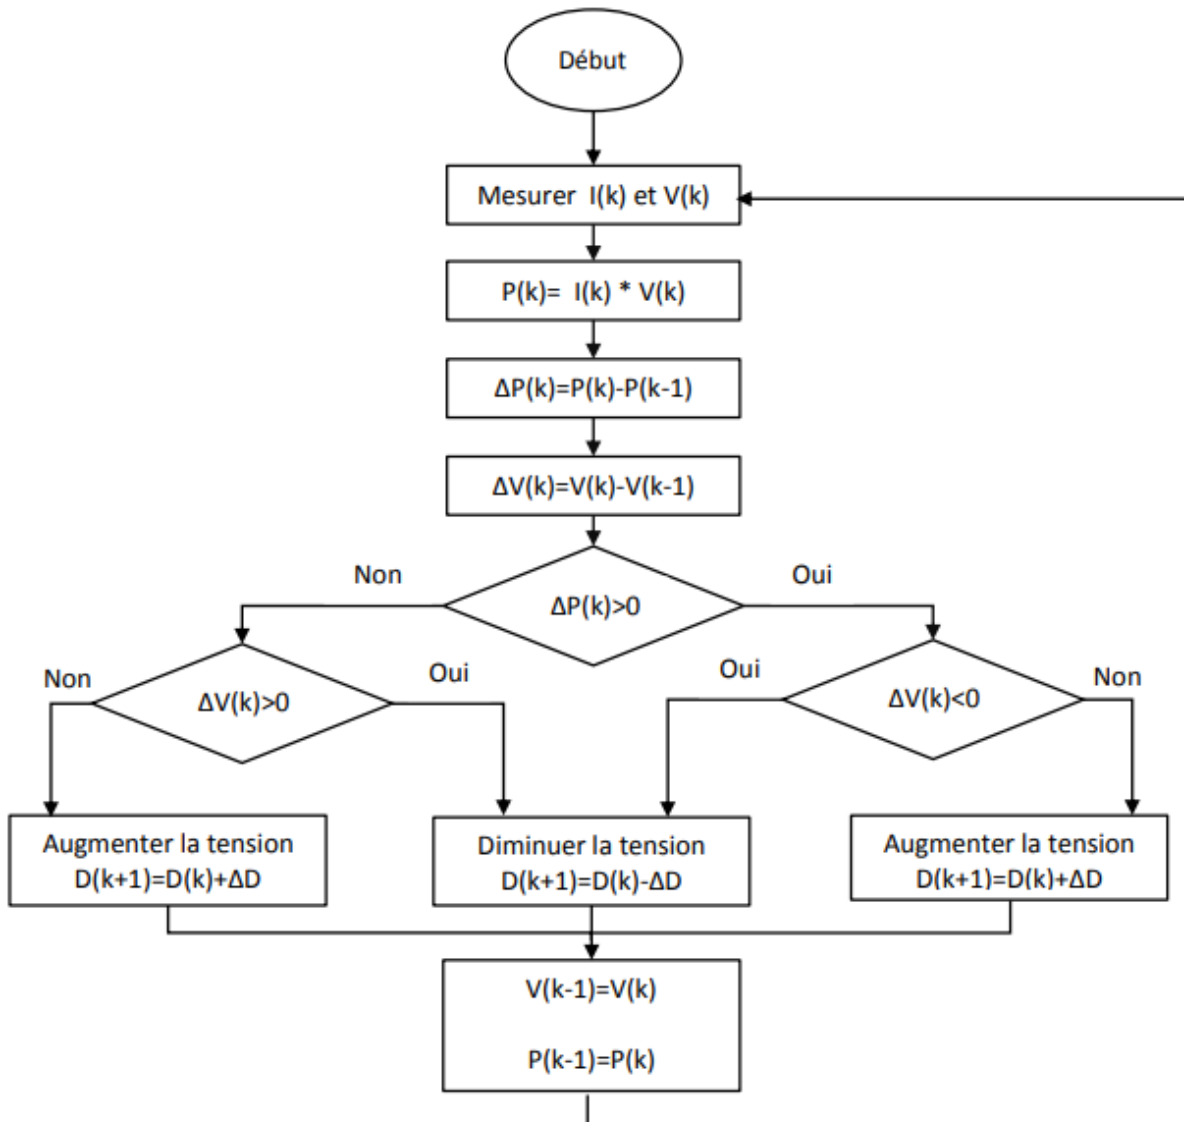 Début
Mesurer I(k) et V(k)
P(k)= I(k) * V(k)
ΔP(k)=P(k)-P(k-1)
ΔV(k)=V(k)-V(k-1)
Non
Oui
ΔP(k)>0
Non
Oui
Oui
Non
ΔV(k)>0
ΔV(k)<0
Augmenter la tension
D(k+1)=D(k)+ΔD
Diminuer la tension
D(k+1)=D(k)-ΔD
Augmenter la tension
D(k+1)=D(k)+ΔD
V(k-1)=V(k)
P(k-1)=P(k)